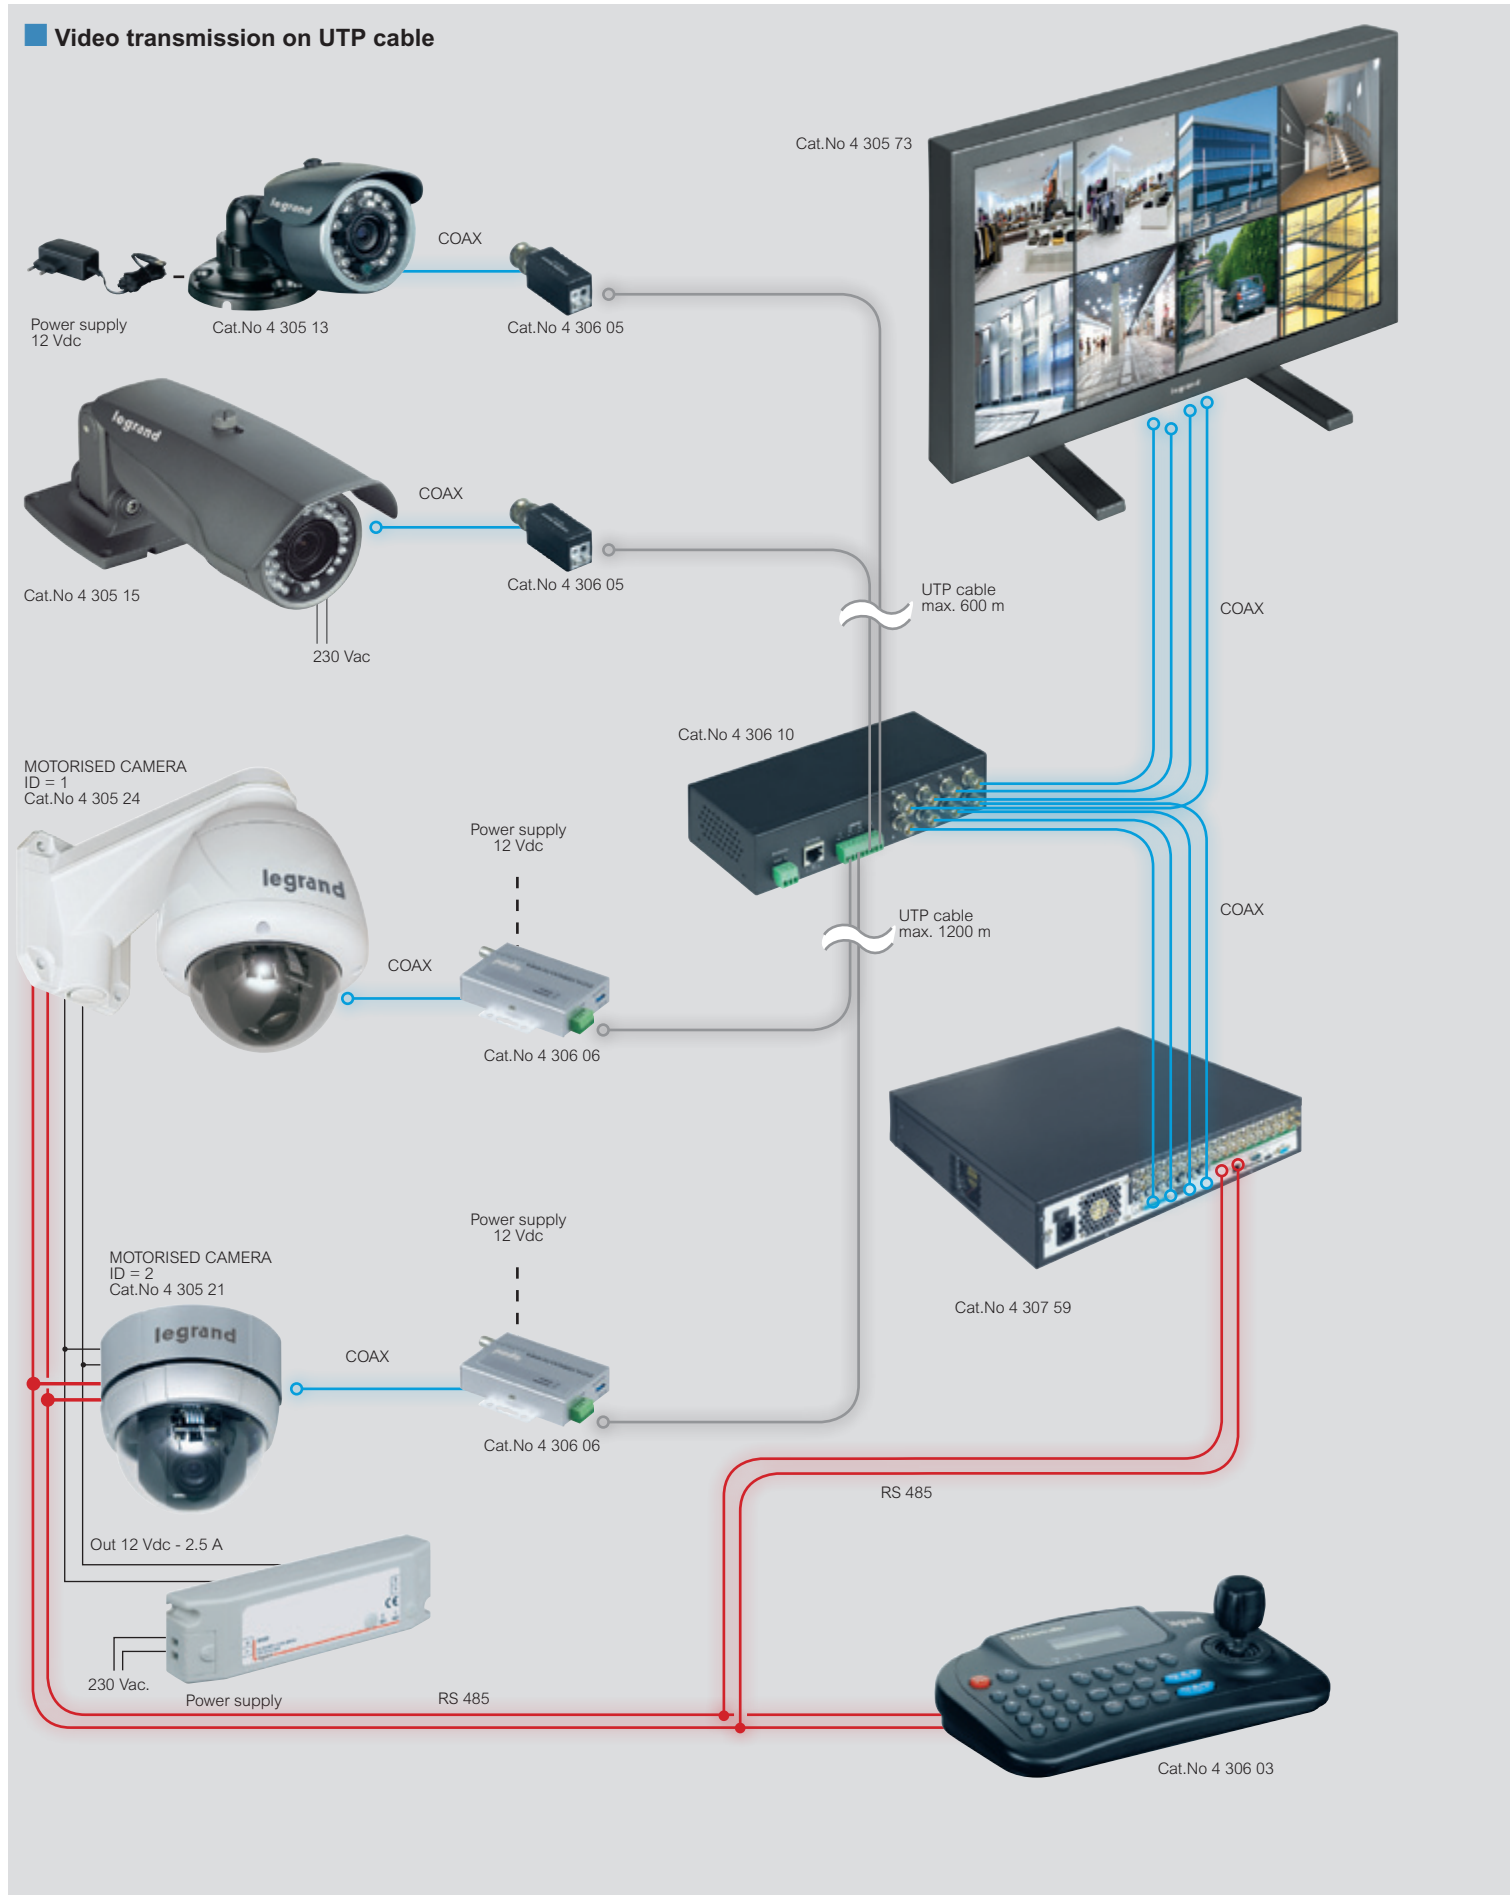 Video transmission on UTP cable
Cat.No 4 305 73
legrand
COAX
Power supply
12 Vdc
Cat.No 4 305 13
Cat.No 4 306 05
legrand
legrand
COAX
Cat.No 4 305 15
Cat.No 4 306 05
230 Vac
UTP cable
max. 600 m
COAX
Cat.No 4 306 10
MOTORISED CAMERA
ID = 1
Cat.No 4 305 24
legrand
Power supply
12 Vdc
COAX
Cat.No 4 306 06
UTP cable
max. 1200 m
COAX
Cat.No 4 307 59
Power supply
12 Vdc
MOTORISED CAMERA
ID = 2
Cat.No 4 305 21
legrand
COAX
Cat.No 4 306 06
RS 485
Out 12 Vdc - 2.5 A
230 Vac.
Power supply
RS 485
legrand
Cat.No 4 306 03